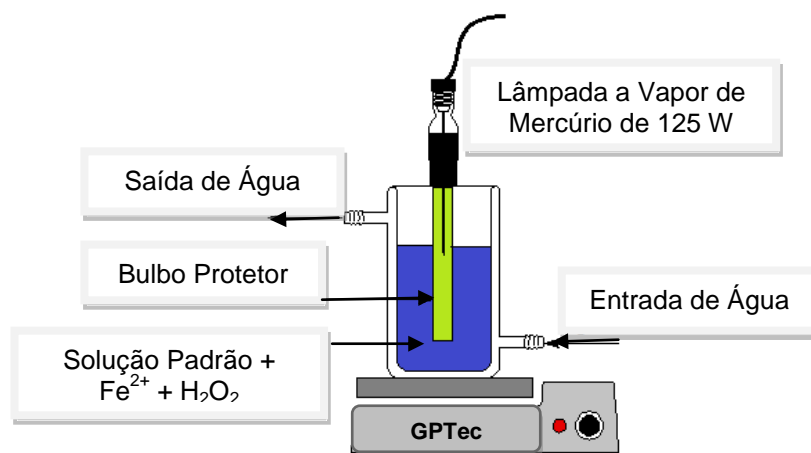 Lâmpada a Vapor de
Mercúrio de 125 W
Saída de Água
Bulbo Protetor
Entrada de Água
Solução Padrão +
Fe²⁺ + H₂O₂
GPTec